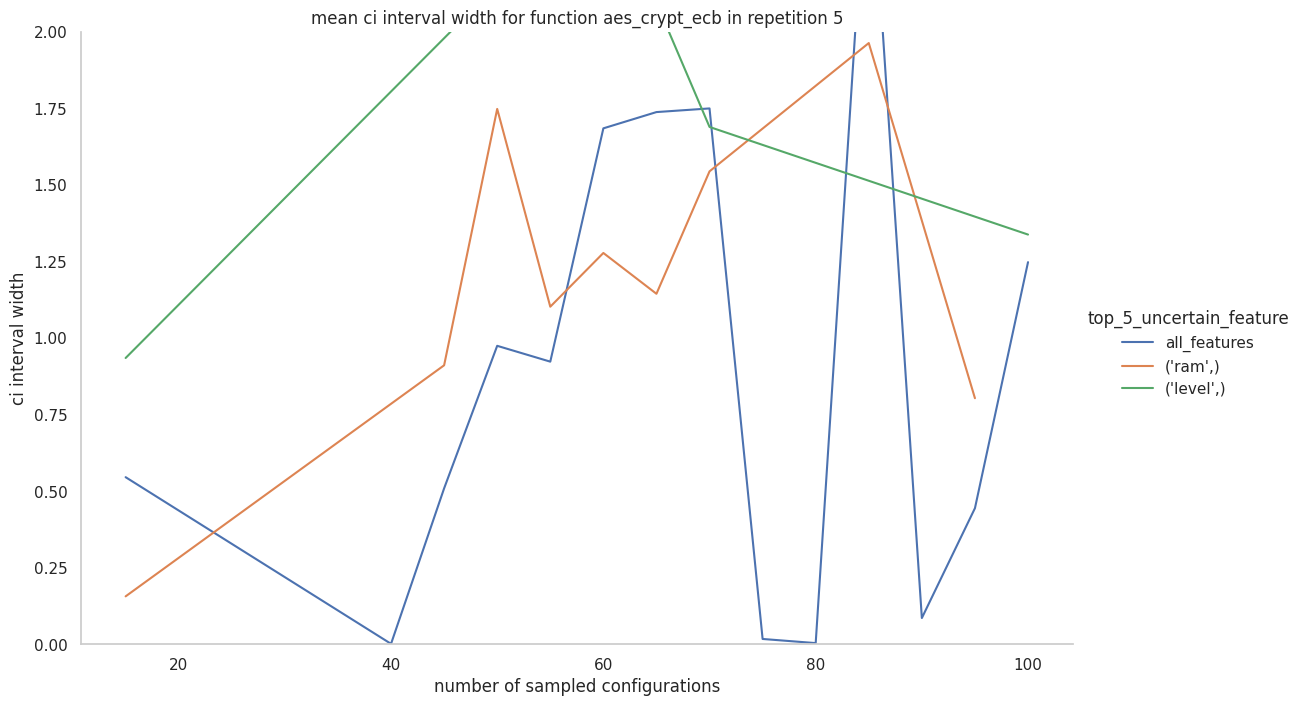 mean ci interval width for function aes_crypt_ecb in repetition 5
2.00
1.75
1.50
1.25
1.00
0.75
0.50
0.25
0.00
ci interval width
20
40
60
80
100
number of sampled configurations
top_5_uncertain_feature
all_features
('ram',)
('level',)